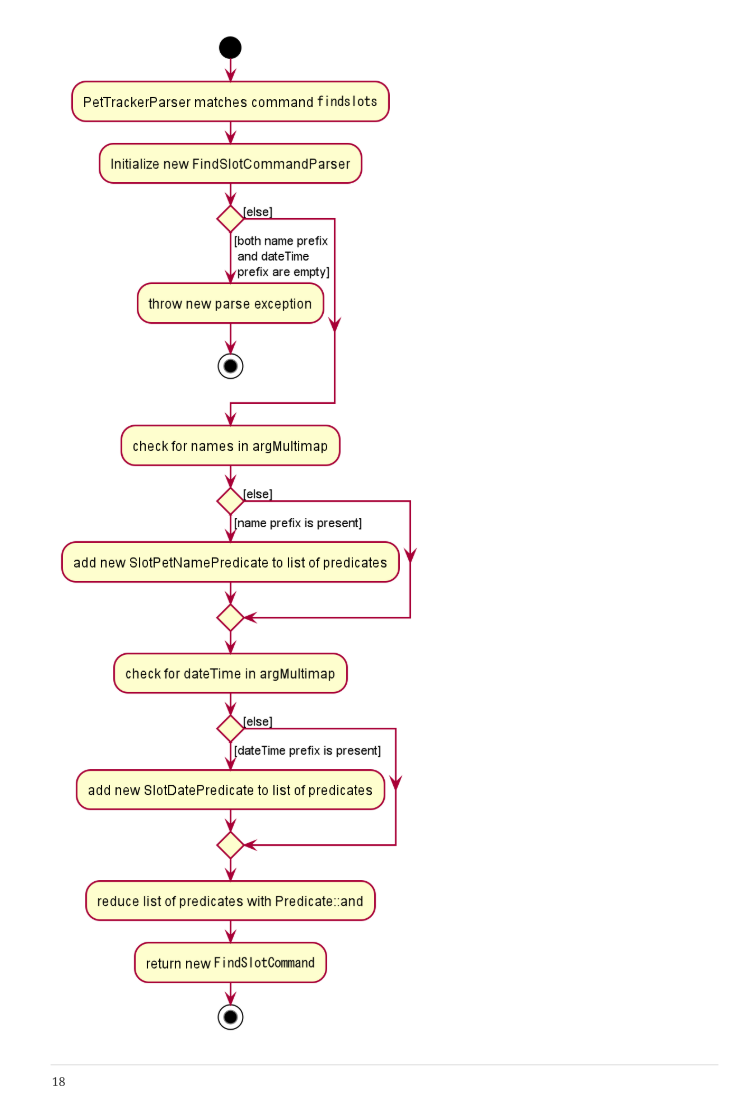 PetTrackerParser matches command findslots
Initialize new FindSlotCommandParser
[else]
[both name prefix
and dateTime
prefix are empty]
throw new parse exception
check for names in argMultimap
[else]
[name prefix is present]
add new SlotPetNamePredicate to list of predicates
check for dateTime in argMultimap
[else]
[dateTime prefix is present]
add new SlotDatePredicate to list of predicates
reduce list of predicates with Predicate::and
return new FindSlotCommand
18